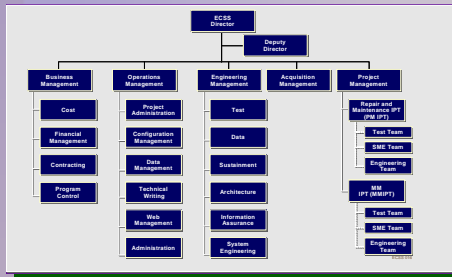 ECSS
Director
Deputy
Director
Business
Management
Operations
Management
Engineering
Management
Acquisition
Management
Project
Management
Cost
Financial
Management
Contracting
Program
Control
Project
Administration
Configuration
Management
Data
Management
Technical
Writing
Web
Management
Administration
Test
Data
Sustainment
Architecture
Information
Assurance
System
Engineering
Repair and
Maintenance IPT
(PM IPT)
Test Team
SME Team
Engineering
Team
MM
IPT (MMIPT)
Test Team
SME Team
Engineering
Team